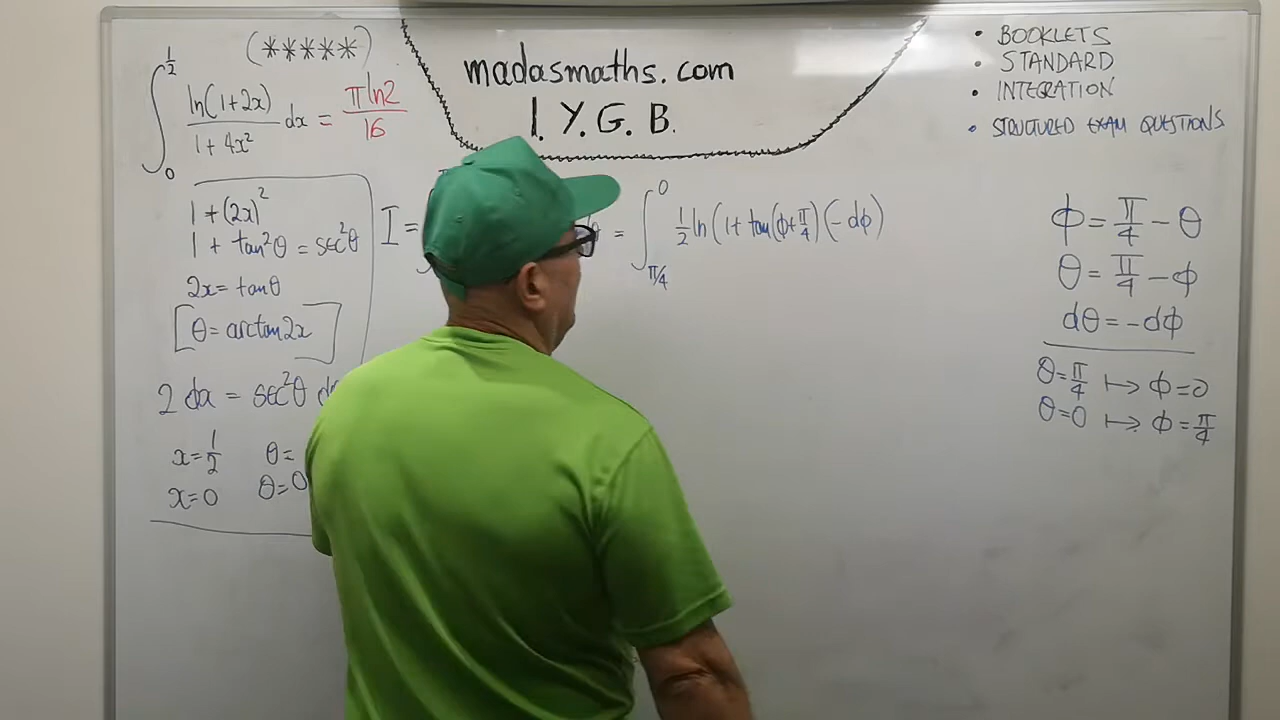 (*****)
∫₀^{1/2} ln(1+2x)/(1+4x²) dx = πln2/16
madasmaths.com
I. Y. G. B.
• BOOKLETS
• STANDARD
• INTEGRATION
• STRUCTURED EXAM QUESTIONS
1+(2x)²
1+tan²θ = sec²θ
2x = tanθ
[θ = arctan2x]
2 dx = sec²θ
x = 1/2 θ =
x = 0 θ = 0
I = θ = ∫_{π/4}^0 1/2 ln(1+tan(ϕ+π/4)(-dϕ)
ϕ = π/4 - θ
θ = π/4 - ϕ
dθ = -dϕ
θ = π/4 ↦ ϕ = 0
θ = 0 ↦ ϕ = π/4